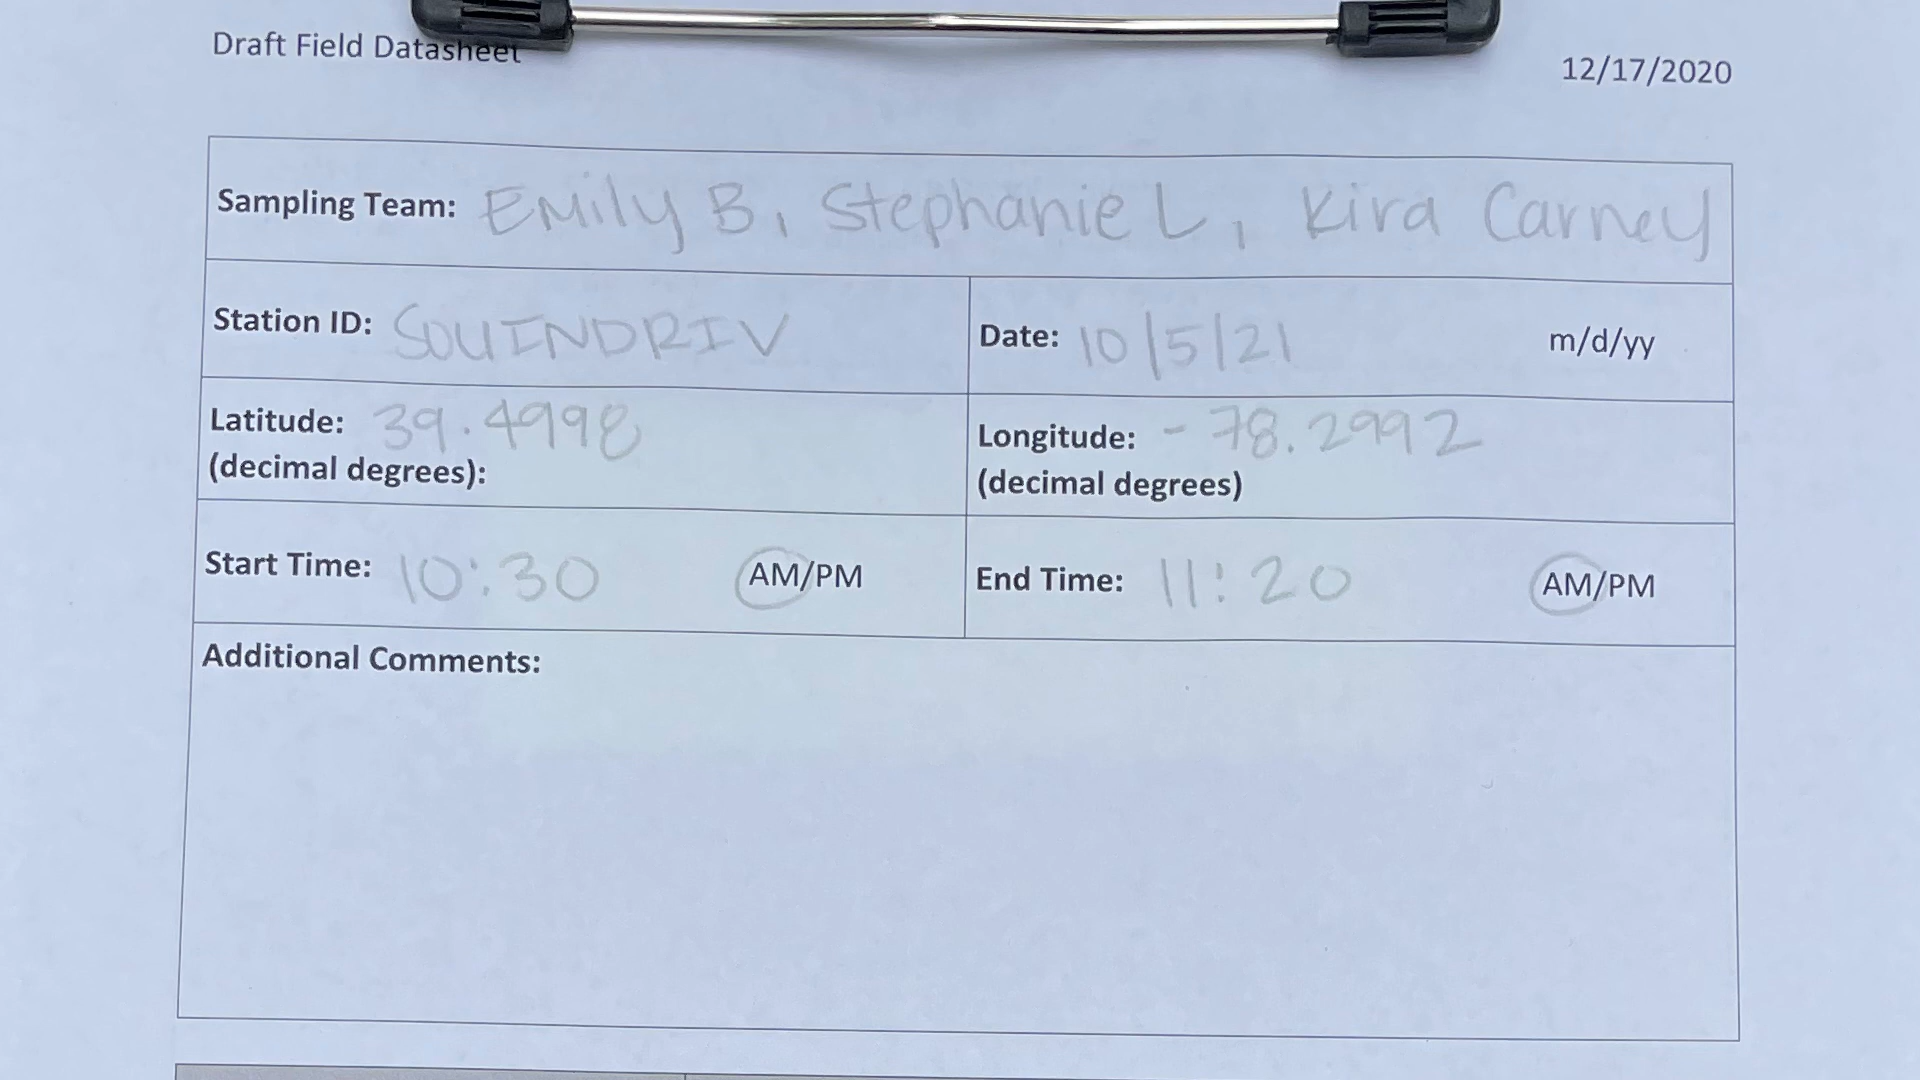 Draft Field Datasheet
12/17/2020
Sampling Team: Emily B, Stephanie L, Kira Carney
Station ID: SOUINDRIV
Date: 10/5/21 m/d/yy
Latitude: 39.4998
(decimal degrees):
Longitude: - 78.2992
(decimal degrees)
Start Time: 10:30 AM/PM
End Time: 11:20 AM/PM
Additional Comments: